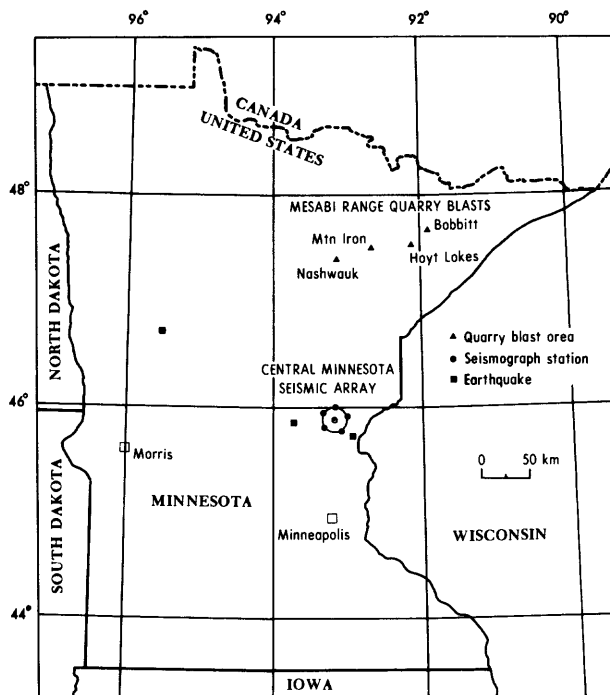 96°
94°
92°
90°
CANADA
UNITED STATES
48°
MESABI RANGE QUARRY BLASTS
Bobbitt
Mtn Iron
Hoyt Lokes
Nashwauk
NORTH DAKOTA
▲ Quarry blast orea
● Seismograph station
■ Earthquake
CENTRAL MINNESOTA
SEISMIC ARRAY
46°
Morris
0 50 km
SOUTH DAKOTA
MINNESOTA
Minneapolis
WISCONSIN
44°
IOWA